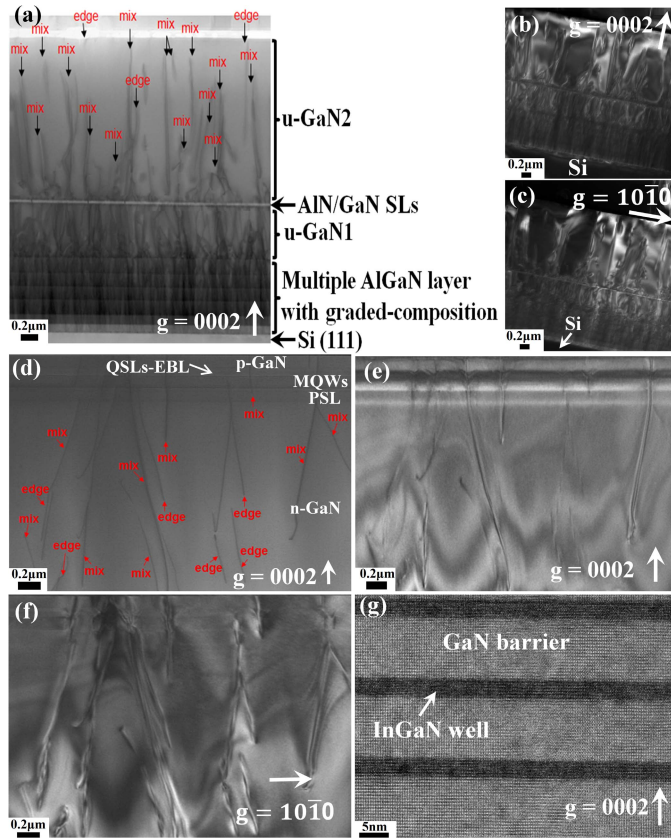 (a)
edge
mix
mix
edge
mix
mix
mix
mix
mix
edge
mix
mix
mix
mix
mix
mix
u-GaN2
AlN/GaN SLs
u-GaN1
Multiple AlGaN layer
with graded-composition
Si (111)
g = 0002
0.2μm
(b)
g = 0002
0.2μm
Si
(c)
g = 101̅0
Si
0.2μm
(d)
QSLs-EBL
p-GaN
MQWs
PSL
mix
mix
mix
mix
mix
edge
mix
n-GaN
edge
edge
edge
mix
mix
edge
edge
g = 0002
0.2μm
(e)
g = 0002
0.2μm
(f)
g = 101̅0
0.2μm
(g)
GaN barrier
InGaN well
g = 0002
5nm